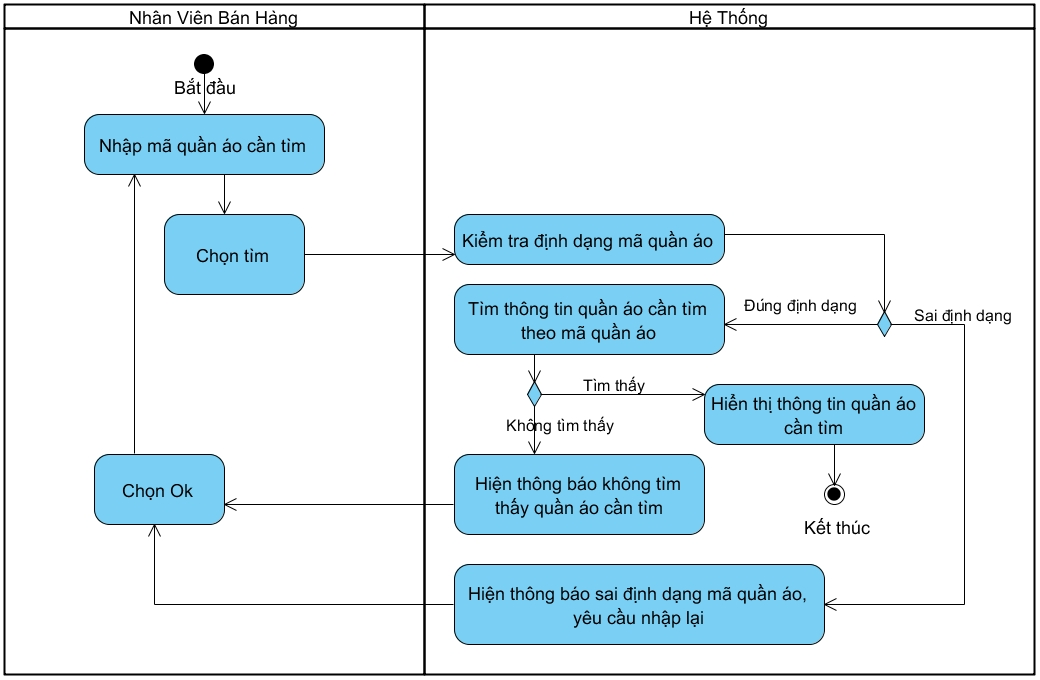 Nhân Viên Bán Hàng
Hệ Thống
Bắt đầu
Nhập mã quần áo cần tìm
Chọn tìm
Kiểm tra định dạng mã quần áo
Tìm thông tin quần áo cần tìm
theo mã quần áo
Đúng định dạng
Sai định dạng
Tìm thấy
Hiển thị thông tin quần áo
cần tìm
Không tìm thấy
Chọn Ok
Hiện thông báo không tìm
thấy quần áo cần tìm
Kết thúc
Hiện thông báo sai định dạng mã quần áo,
yêu cầu nhập lại